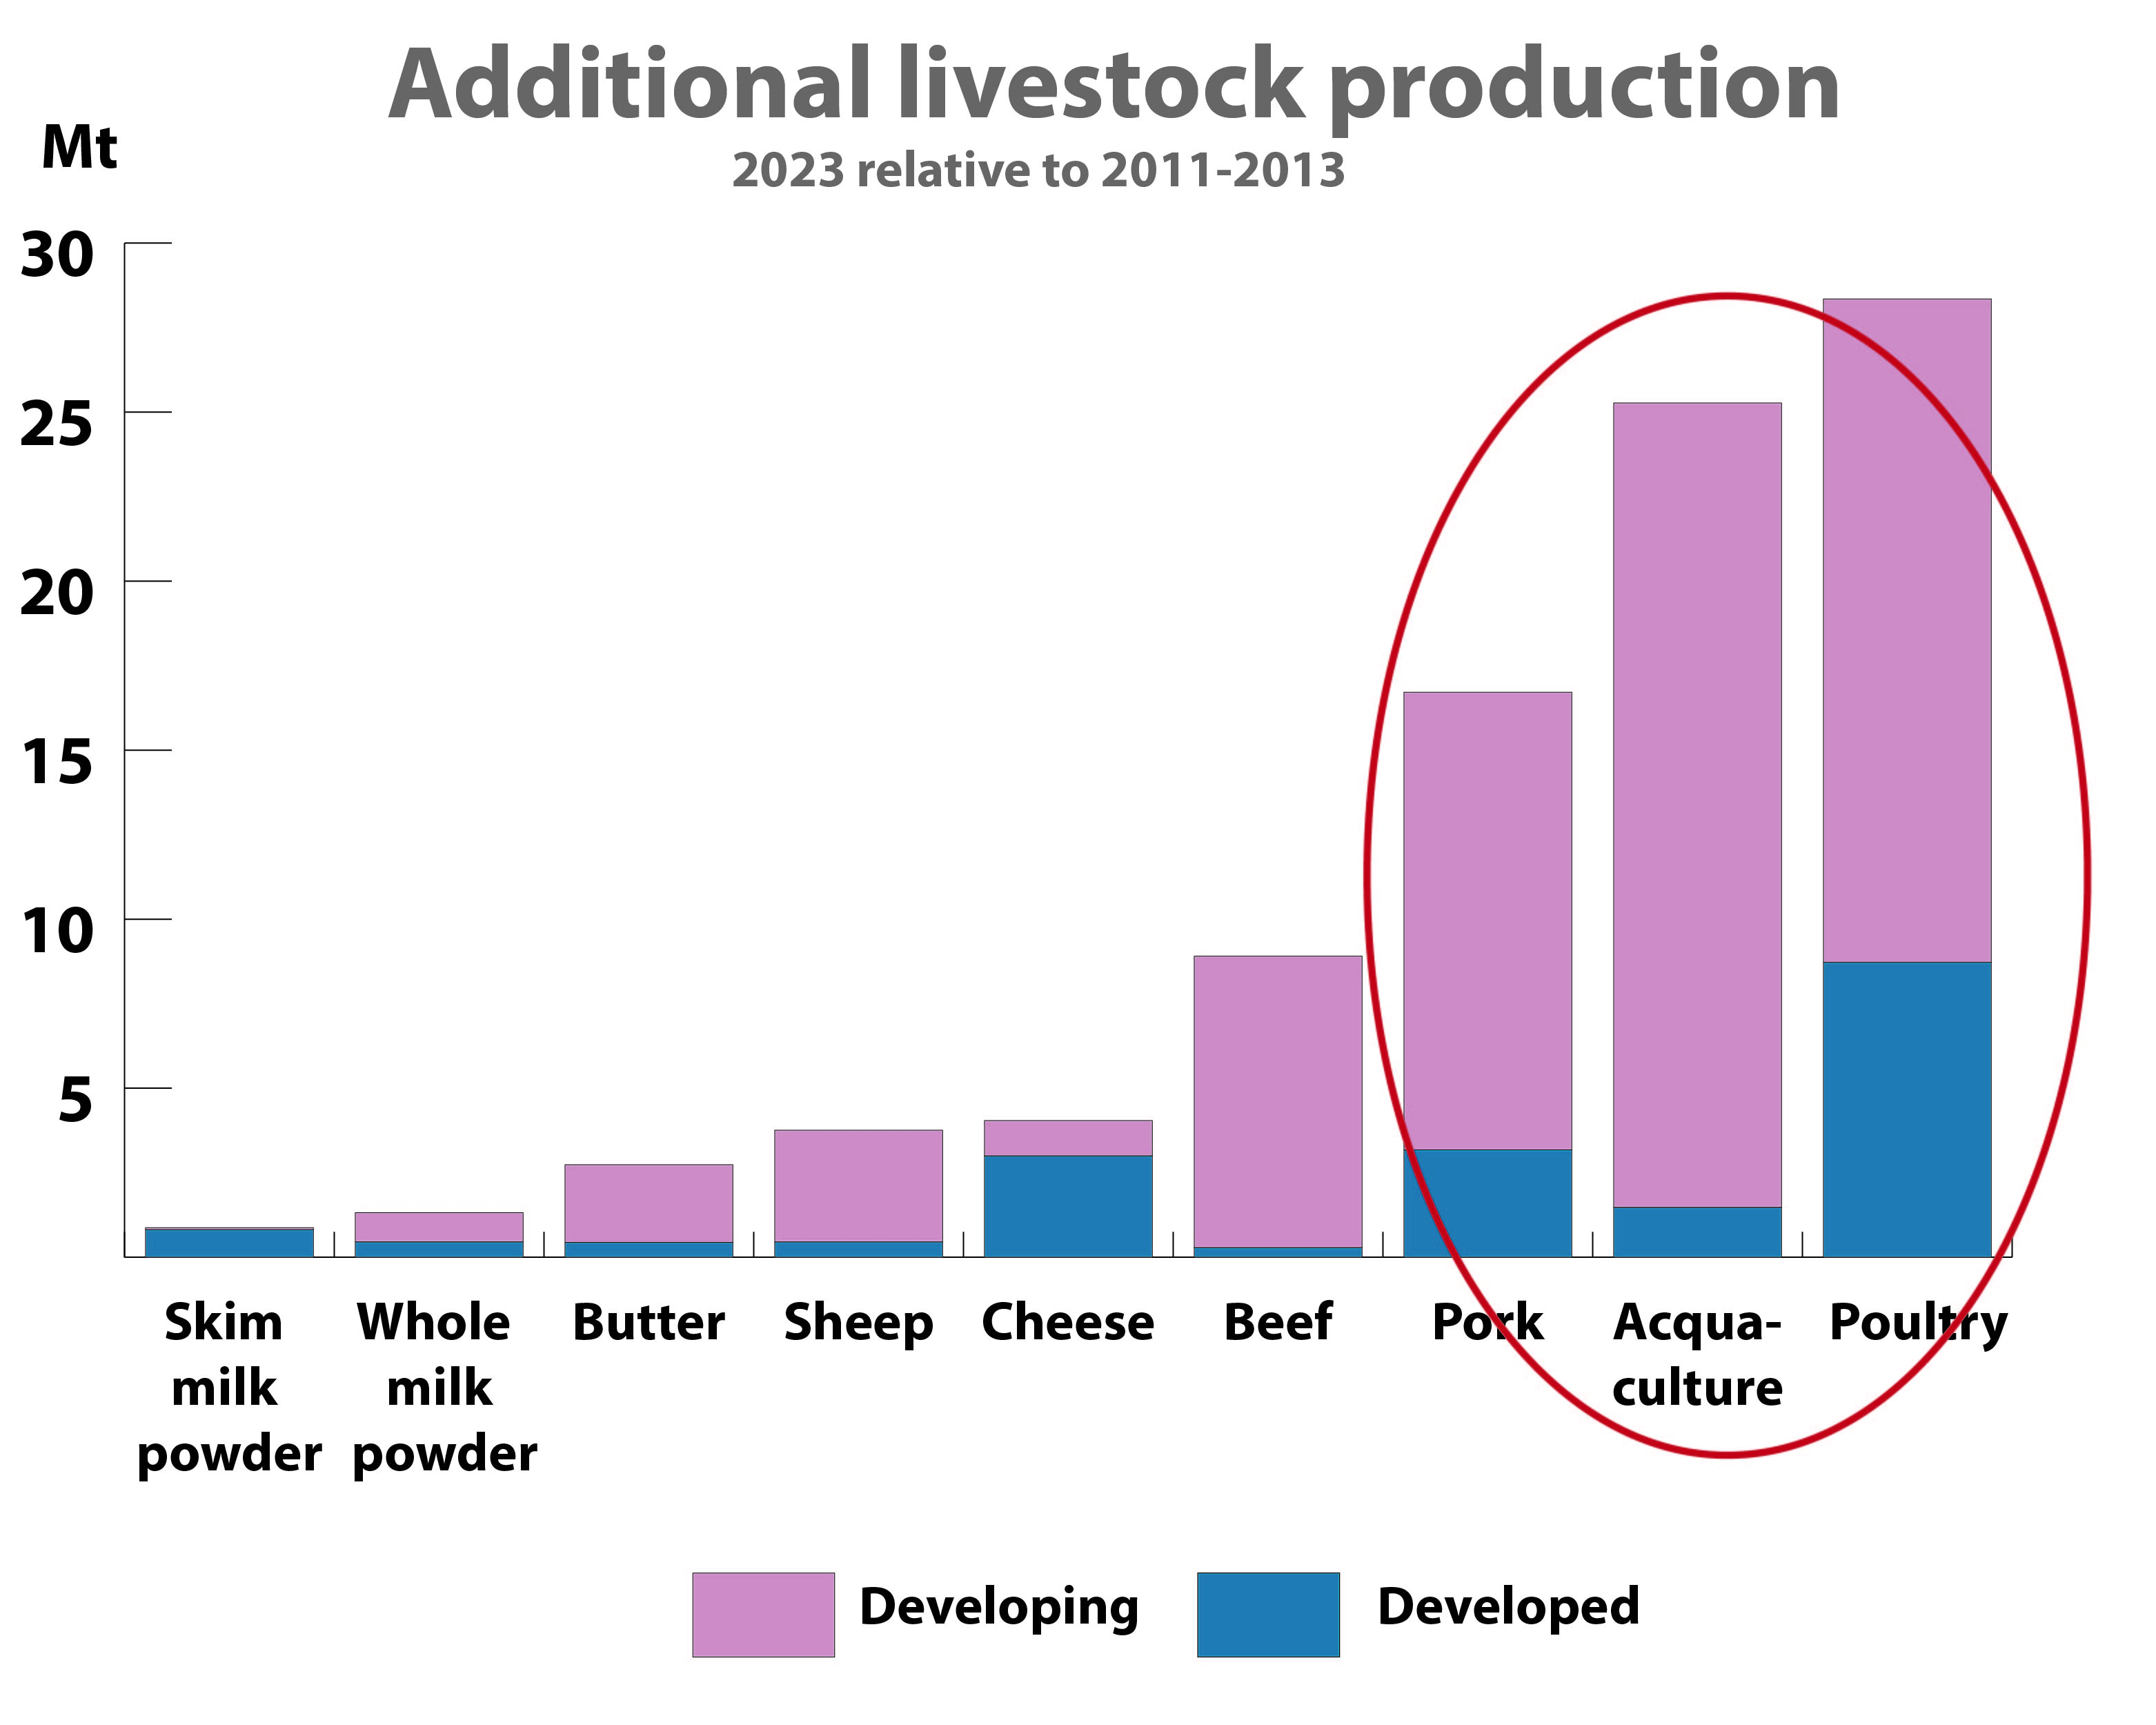 Additional livestock production
2023 relative to 2011-2013
Mt
30
25
20
15
10
5
Skim
milk
powder
Whole
milk
powder
Butter
Sheep
Cheese
Beef
Pork
Acqua-
culture
Poultry
Developing
Developed